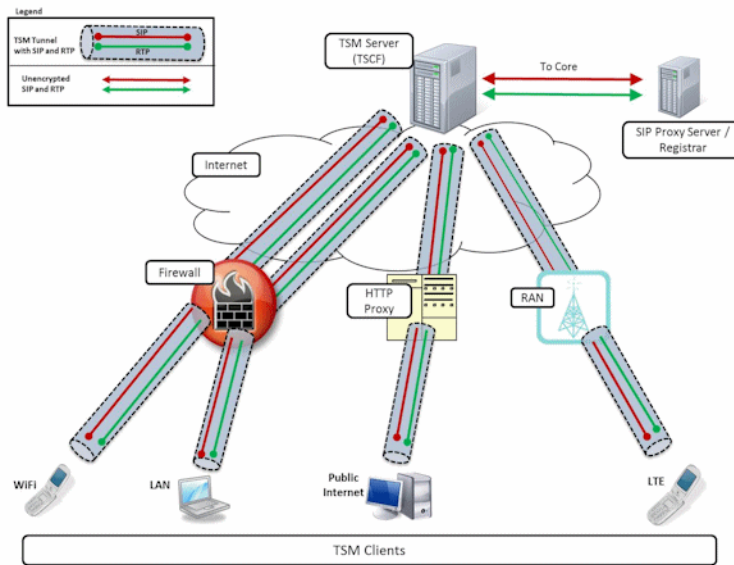 Legend
TSM Tunnel
with SIP and RTP
SIP
RTP
Unencrypted
SIP and RTP
TSM Server
(TSCF)
To Core
SIP Proxy Server /
Registrar
Internet
Firewall
HTTP
Proxy
RAN
WiFi
LAN
Public
Internet
LTE
TSM Clients